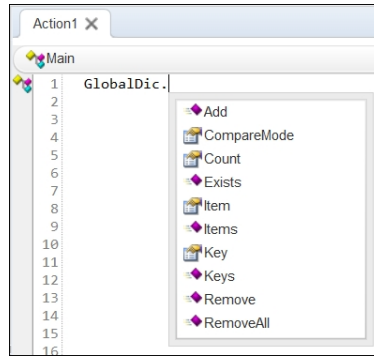 Action1
Main
1 GlobalDic.
2
3
4
5
6
7
8
9
10
11
12
13
14
15
16
Add
CompareMode
Count
Exists
Item
Items
Key
Keys
Remove
RemoveAll